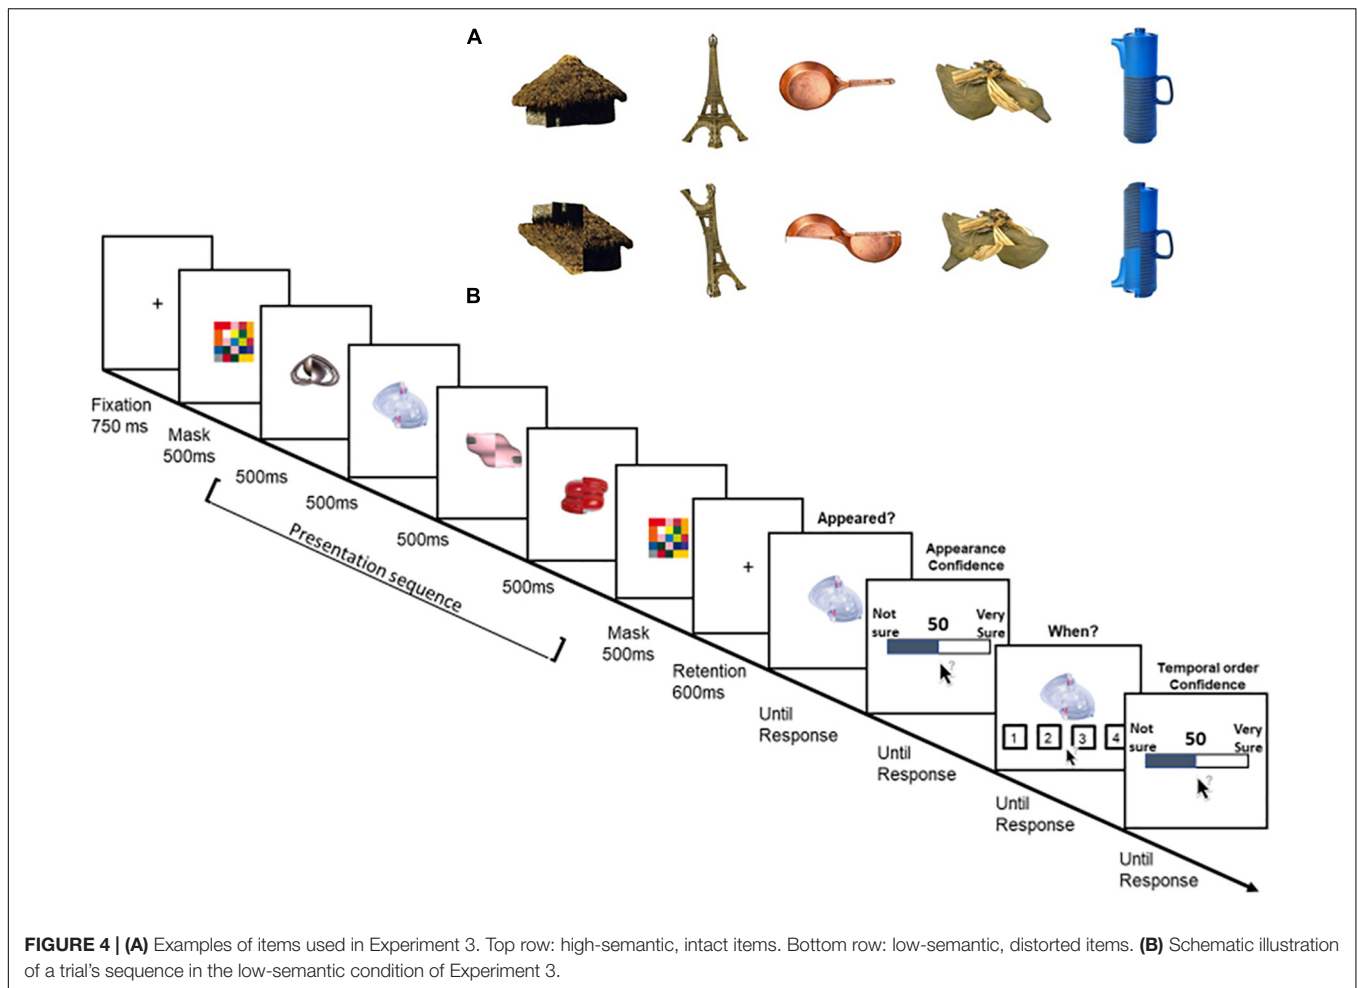 A
B
+
Fixation
750 ms
Mask
500ms
500ms
500ms
500ms
500ms
Presentation sequence
Mask
500ms
+
Retention
600ms
Appeared?
Until
Response
Appearance
Confidence
Not
sure
50
Very
Sure
?
Until
Response
When?
1 2 3 4
Until
Response
Temporal order
Confidence
Not
sure
50
Very
Sure
?
Until
Response
FIGURE 4 | (A) Examples of items used in Experiment 3. Top row: high-semantic, intact items. Bottom row: low-semantic, distorted items. (B) Schematic illustration
of a trial's sequence in the low-semantic condition of Experiment 3.